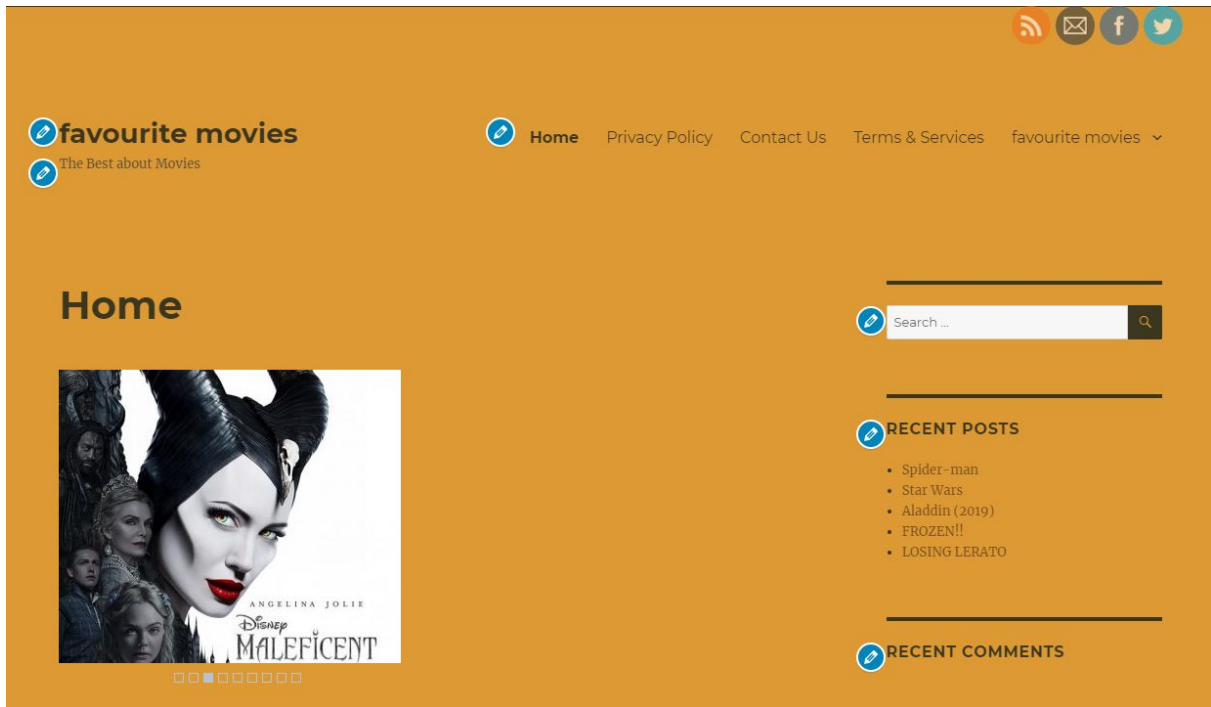 favourite movies
The Best about Movies
Home Privacy Policy Contact Us Terms & Services favourite movies
Home
ANGELINA JOLIE
Disney
MALEFICENT
Search ...
RECENT POSTS
Spider-man
Star Wars
Aladdin (2019)
FROZEN!!
LOSING LERATO
RECENT COMMENTS